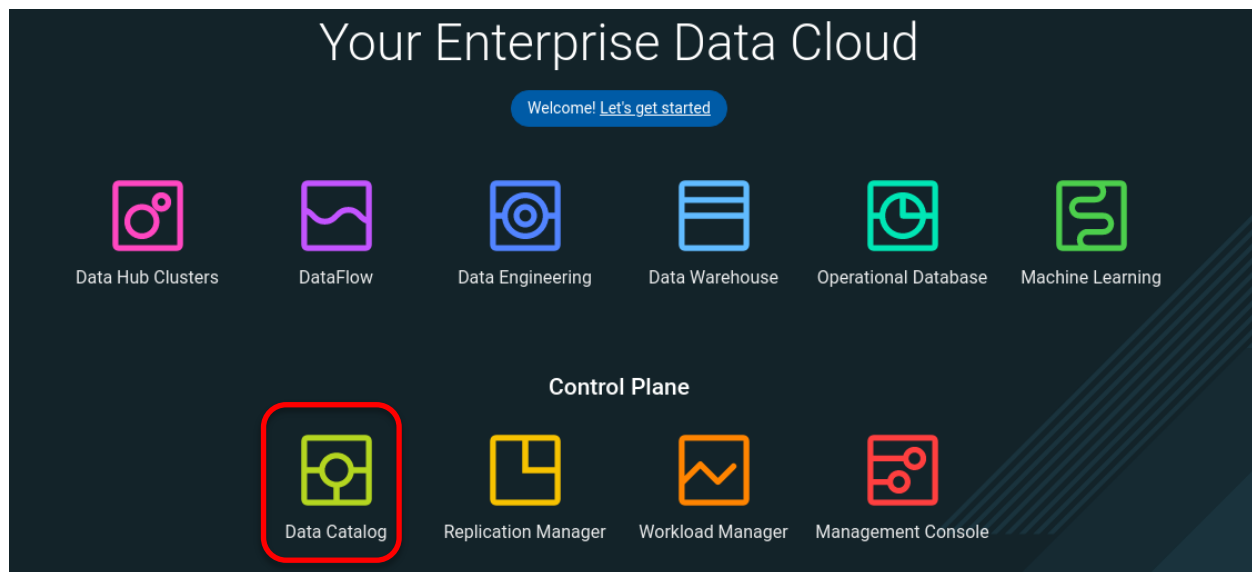 Your Enterprise Data Cloud
Welcome! Let's get started
Data Hub Clusters
DataFlow
Data Engineering
Data Warehouse
Operational Database
Machine Learning
Control Plane
Data Catalog
Replication Manager
Workload Manager
Management Console